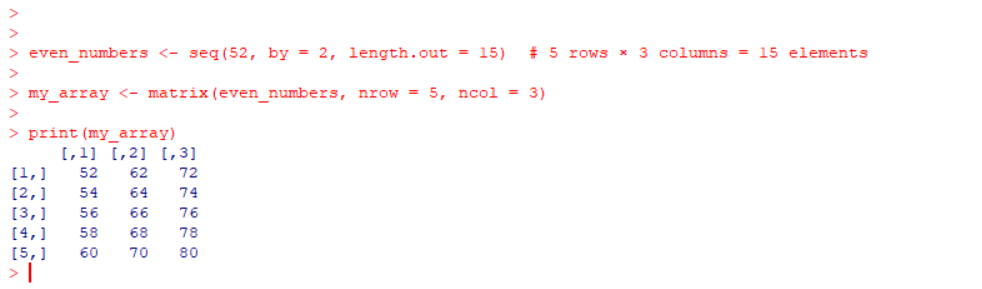 >
>
> even_numbers <- seq(52, by = 2, length.out = 15)  # 5 rows × 3 columns = 15 elements
>
> my_array <- matrix(even_numbers, nrow = 5, ncol = 3)
>
> print(my_array)
     [,1] [,2] [,3]
[1,]   52   62   72
[2,]   54   64   74
[3,]   56   66   76
[4,]   58   68   78
[5,]   60   70   80
>